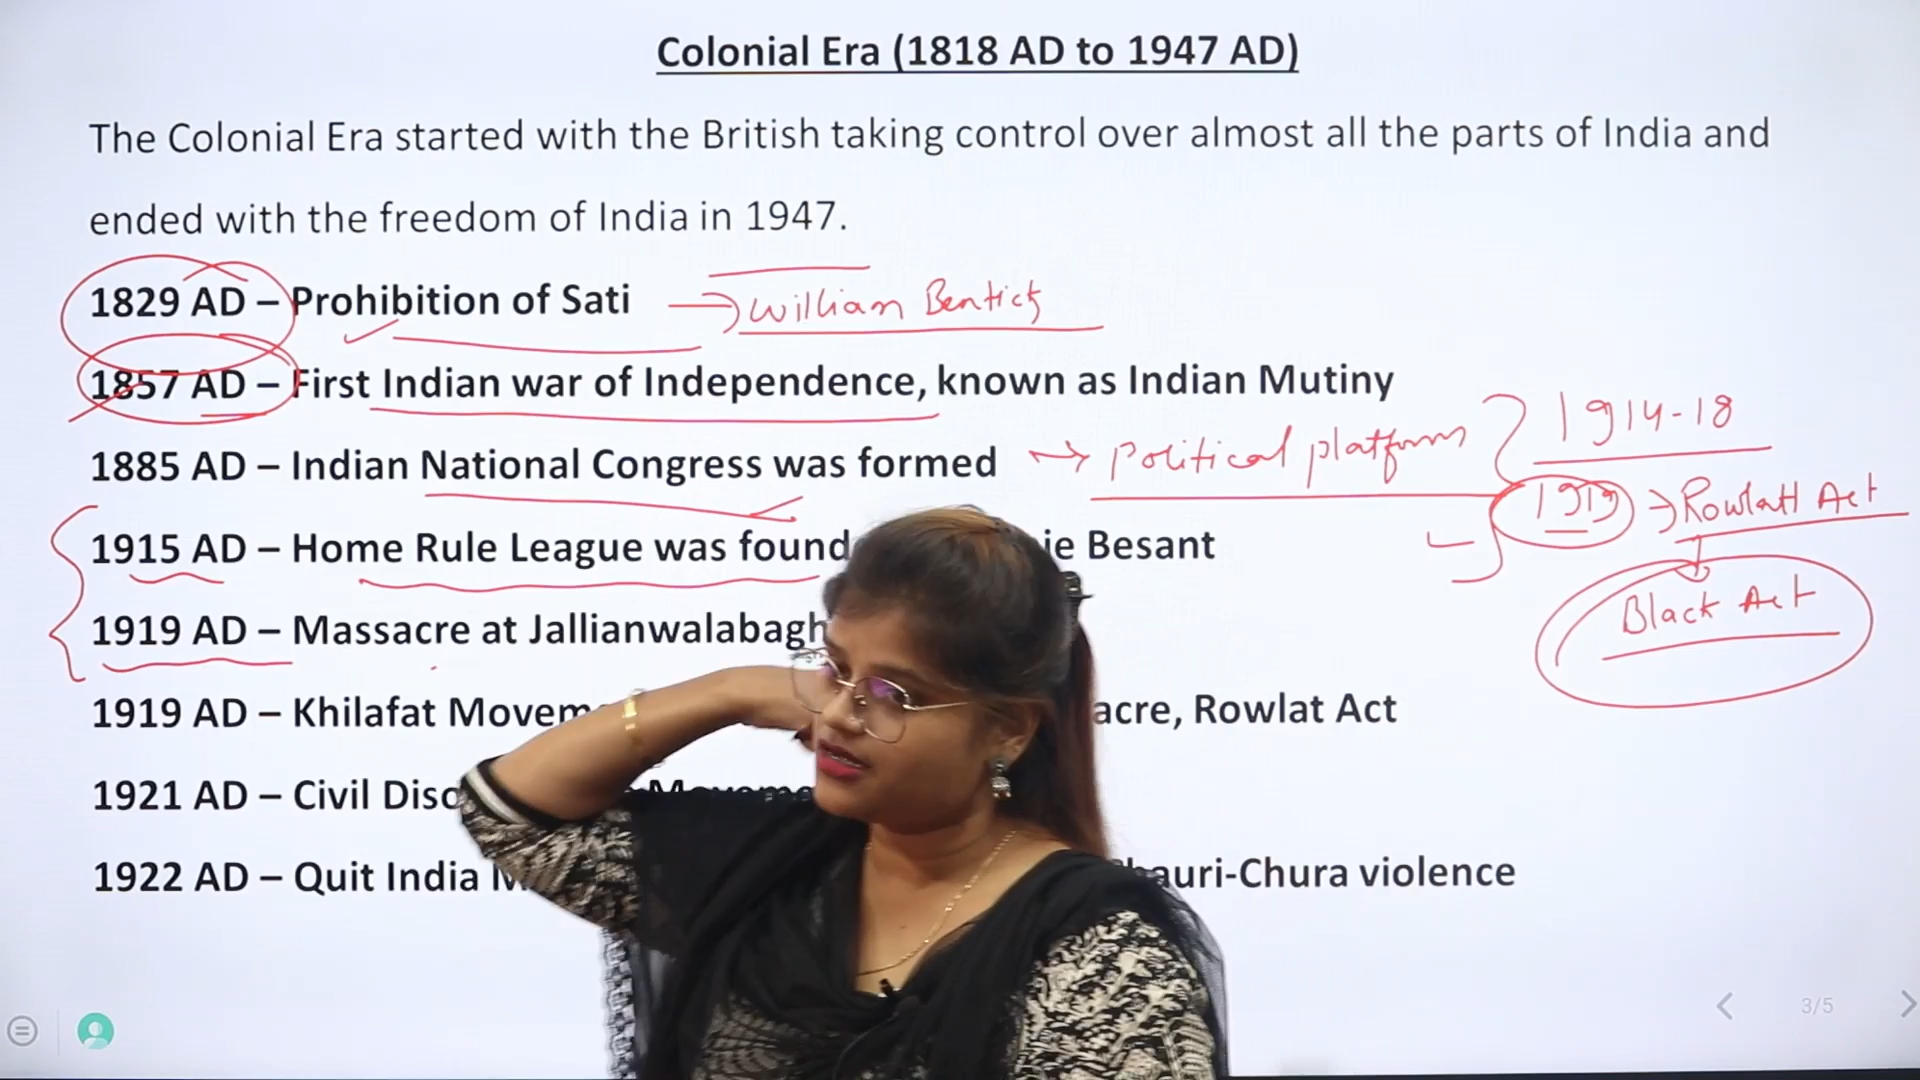 Colonial Era (1818 AD to 1947 AD)
The Colonial Era started with the British taking control over almost all the parts of India and
ended with the freedom of India in 1947.
1829 AD – Prohibition of Sati → William Bentick
1857 AD – First Indian war of Independence, known as Indian Mutiny
1914-18
1885 AD – Indian National Congress was formed → Political platform
1919 → Rowlatt Act
1915 AD – Home Rule League was found Besant
Black Act
1919 AD – Massacre at Jallianwalabagh
1919 AD – Khilafat Movem acre, Rowlat Act
1921 AD – Civil Diso Moveme
1922 AD – Quit India M auri-Chura violence
3/5